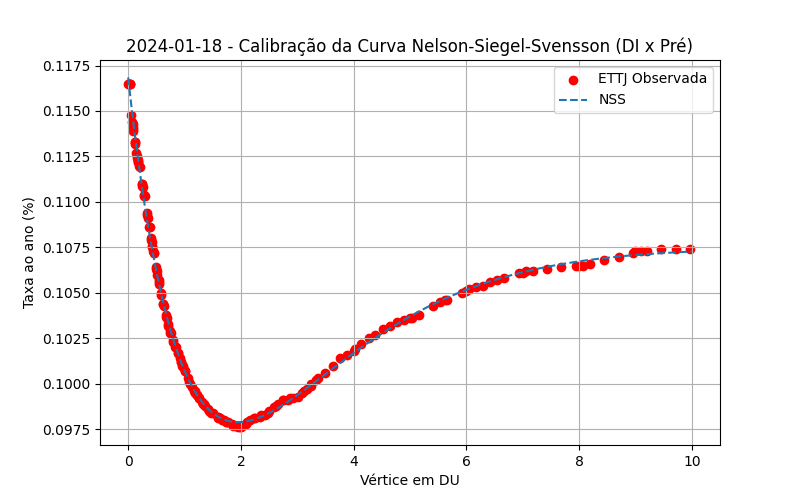 2024-01-18 - Calibração da Curva Nelson-Siegel-Svensson (DI x Pré)
ETTJ Observada
NSS
Taxa ao ano (%)
0.1175
0.1150
0.1125
0.1100
0.1075
0.1050
0.1025
0.1000
0.0975
0 2 4 6 8 10
Vértice em DU